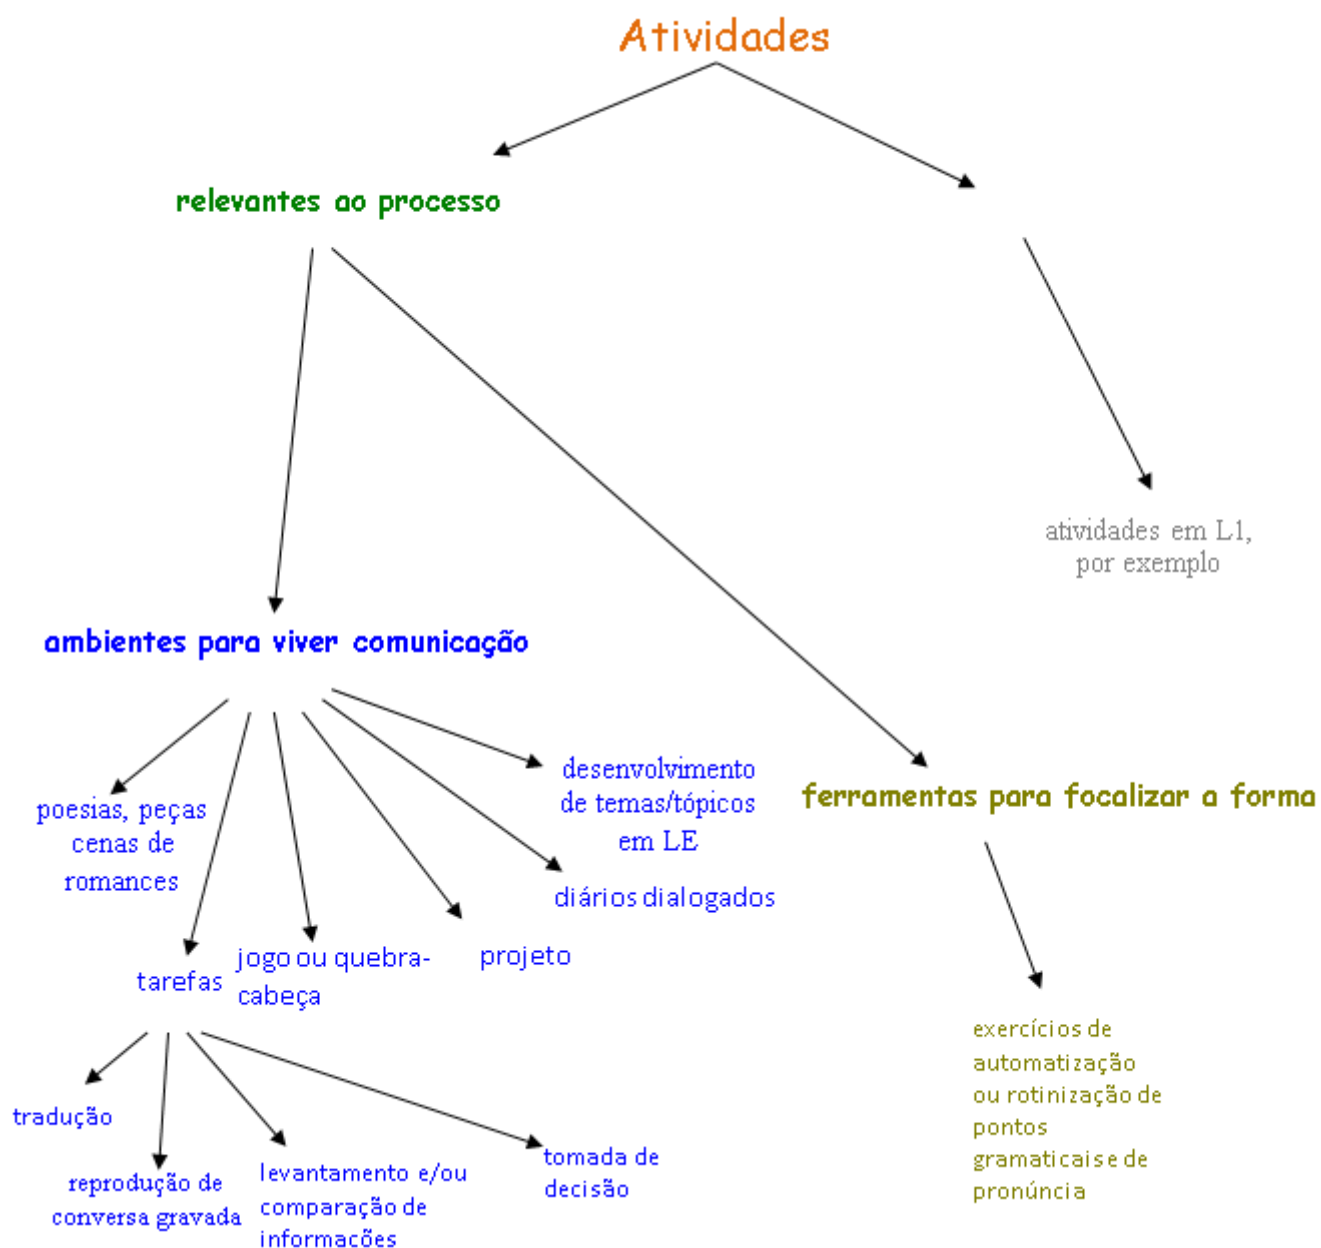 Atividades
relevantes ao processo
atividades em L1,
por exemplo
ambientes para viver comunicação
poesias, peças
cenas de
romances
desenvolvimento
de temas/tópicos
em LE
ferramentas para focalizar a forma
diários dialogados
tarefas
jogo ou quebra-
cabeça
projeto
exercícios de
automatização
ou rotinização de
pontos
gramaticais e de
pronúncia
tradução
reprodução de
conversa gravada
levantamento e/ou
comparação de
informacões
tomada de
decisão